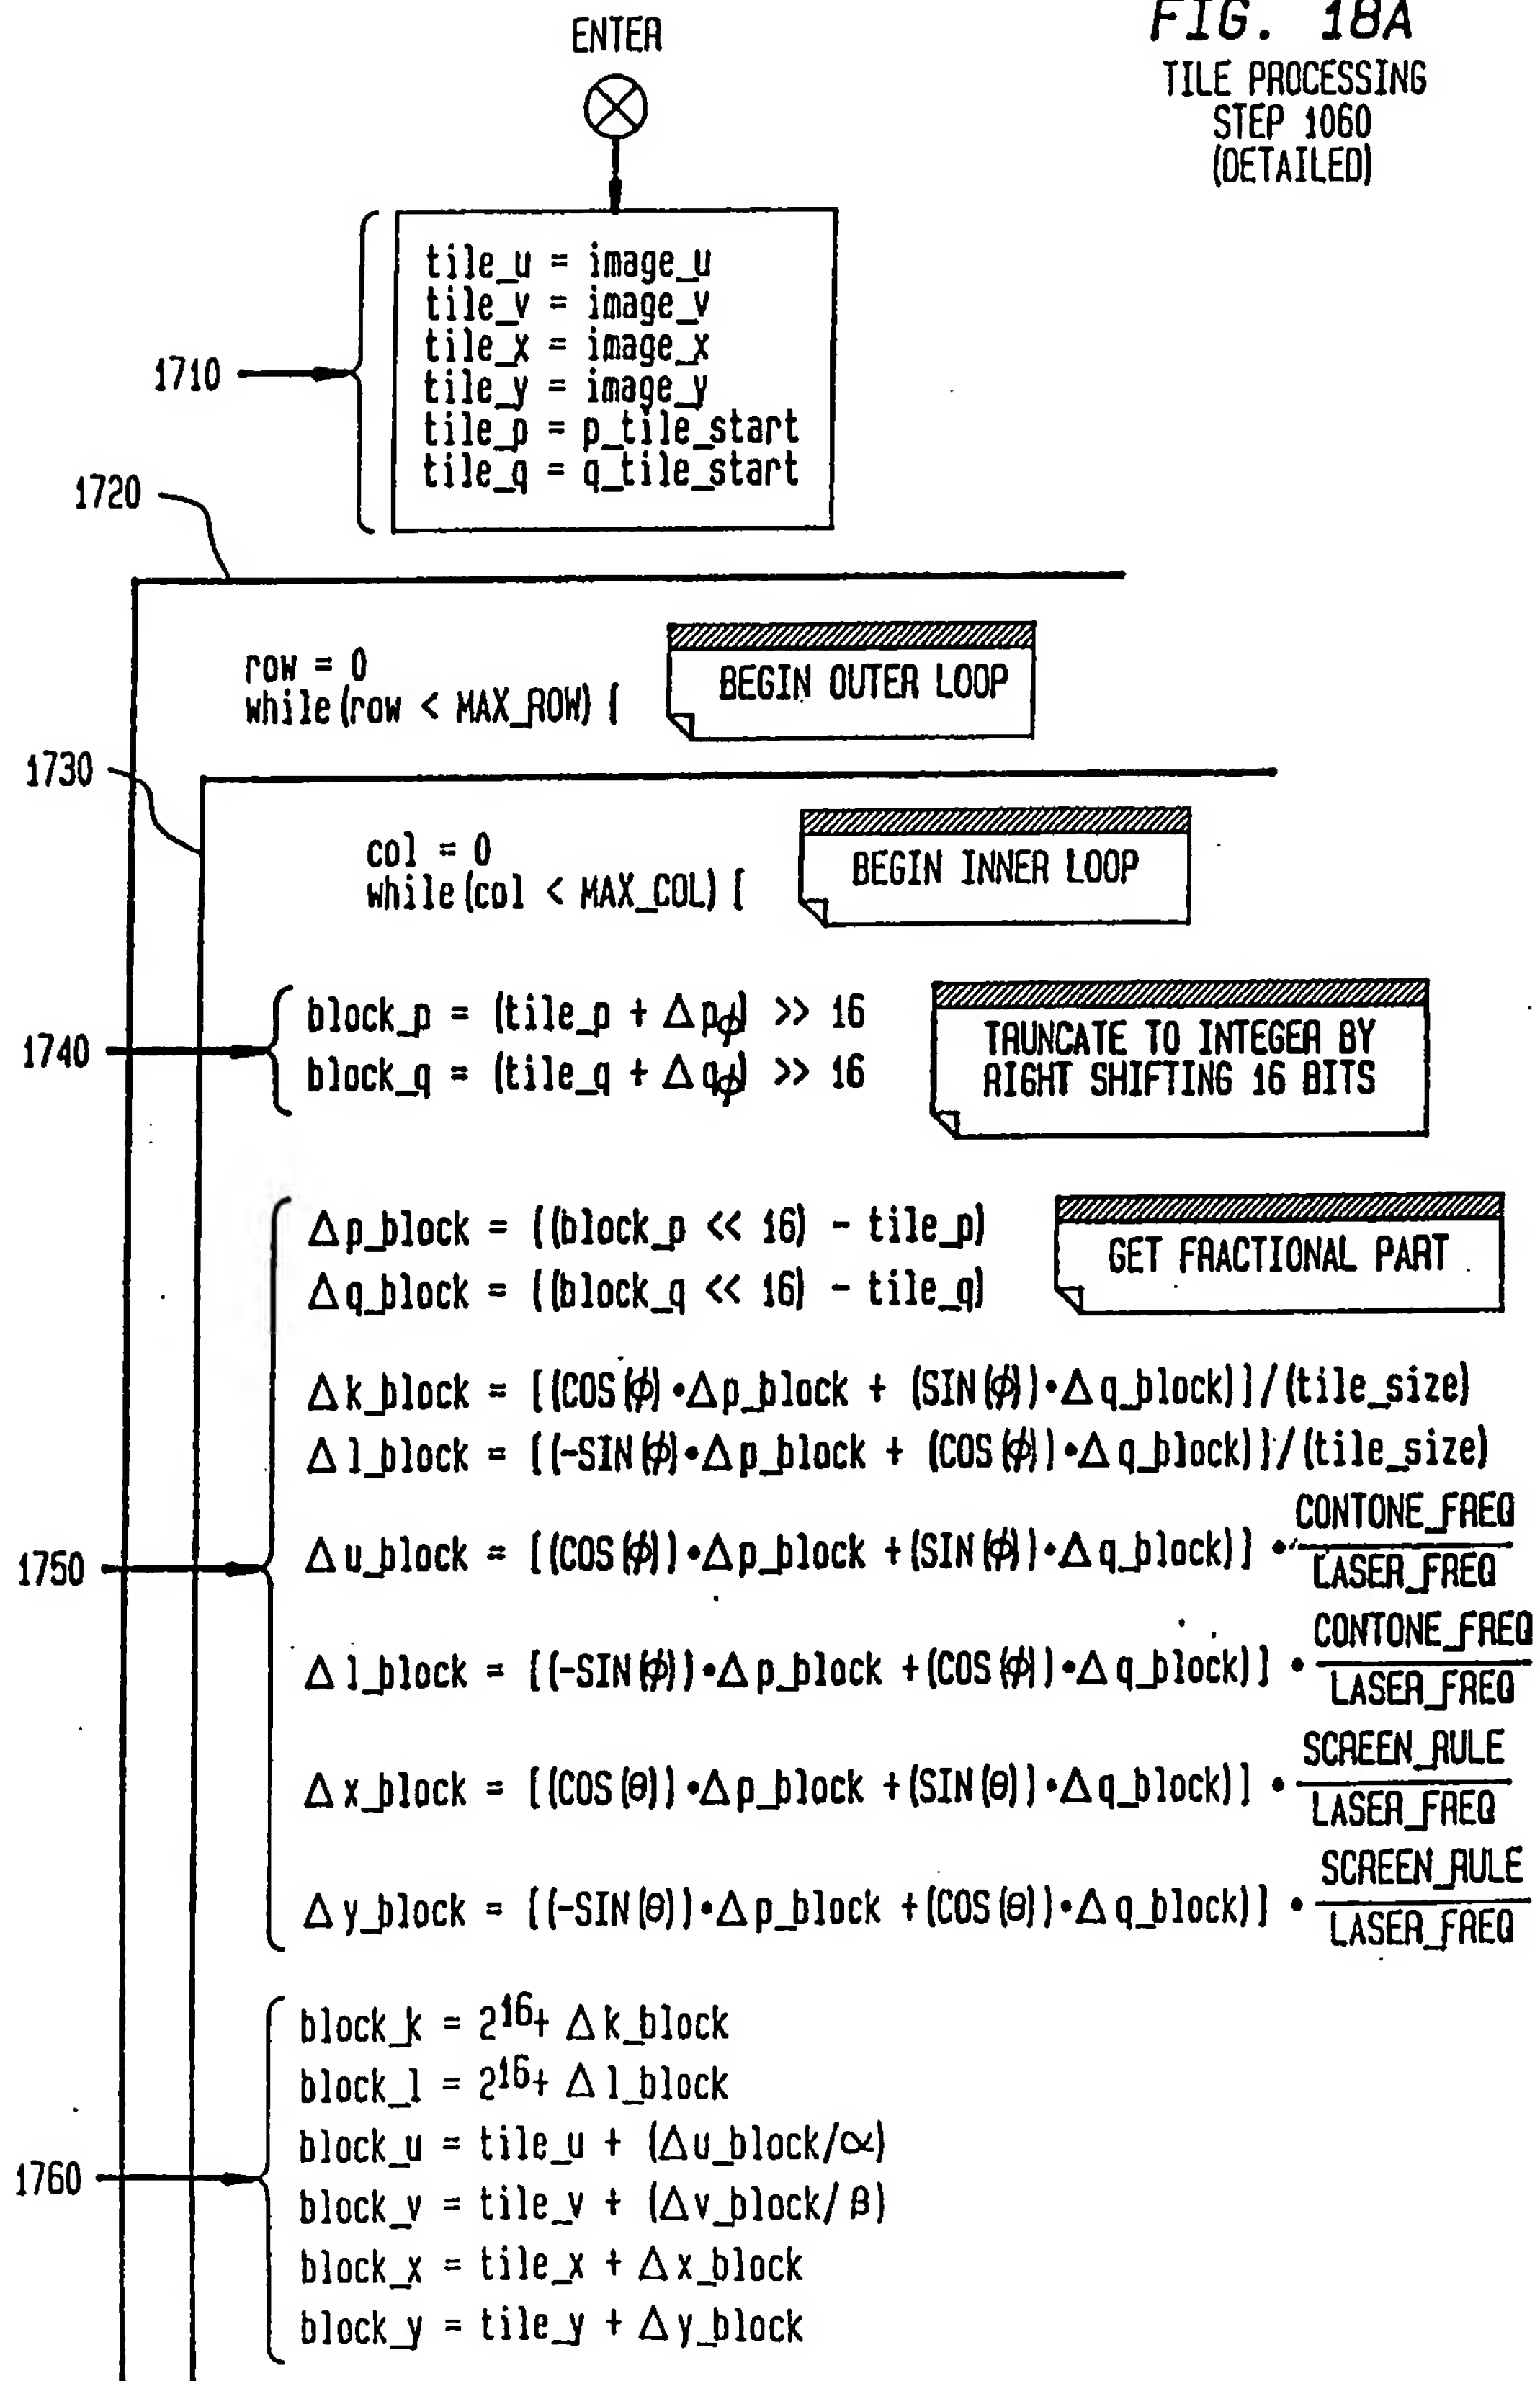 FIG. 18A
TILE PROCESSING
STEP 1060
(DETAILED)
ENTER
1710
tile_u = image_u
tile_v = image_v
tile_x = image_x
tile_y = image_y
tile_p = p_tile_start
tile_q = q_tile_start
1720
row = 0
while(row < MAX_ROW) [
BEGIN OUTER LOOP
1730
col = 0
while(col < MAX_COL) [
BEGIN INNER LOOP
1740
block_p = (tile_p + Δpϕ) >> 16
block_q = (tile_q + Δqϕ) >> 16
TRUNCATE TO INTEGER BY
RIGHT SHIFTING 16 BITS
1750
Δp_block = ((block_p << 16) - tile_p)
Δq_block = ((block_q << 16) - tile_q)
GET FRACTIONAL PART
Δk_block = [(COS(ϕ)•Δp_block + (SIN(ϕ))•Δq_block)]/(tile_size)
Δl_block = [(-SIN(ϕ)•Δp_block + (COS(ϕ))•Δq_block)]/(tile_size)
Δu_block = [(COS(ϕ))•Δp_block +(SIN(ϕ))•Δq_block)] • CONTONE_FREQ / LASER_FREQ
Δl_block = [(-SIN(ϕ))•Δp_block +(COS(ϕ))•Δq_block)] • CONTONE_FREQ / LASER_FREQ
Δx_block = [(COS(θ))•Δp_block +(SIN(θ))•Δq_block)] • SCREEN_RULE / LASER_FREQ
Δy_block = [(-SIN(θ))•Δp_block +(COS(θ))•Δq_block)] • SCREEN_RULE / LASER_FREQ
1760
block_k = 2¹⁶+ Δk_block
block_l = 2¹⁶+ Δl_block
block_u = tile_u + (Δu_block/α)
block_v = tile_v + (Δv_block/β)
block_x = tile_x + Δx_block
block_y = tile_y + Δy_block